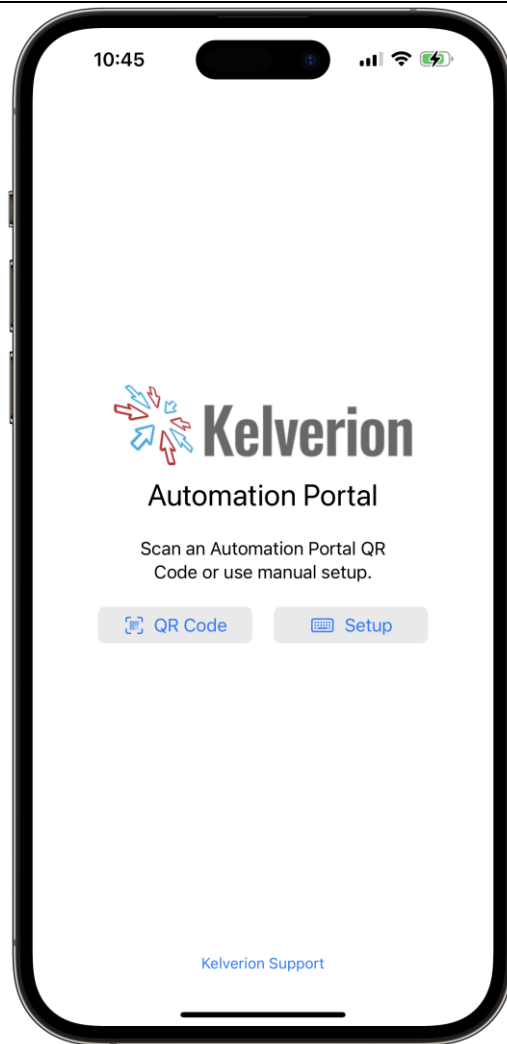 10:45
Kelverion
Automation Portal
Scan an Automation Portal QR
Code or use manual setup.
QR Code
Setup
Kelverion Support